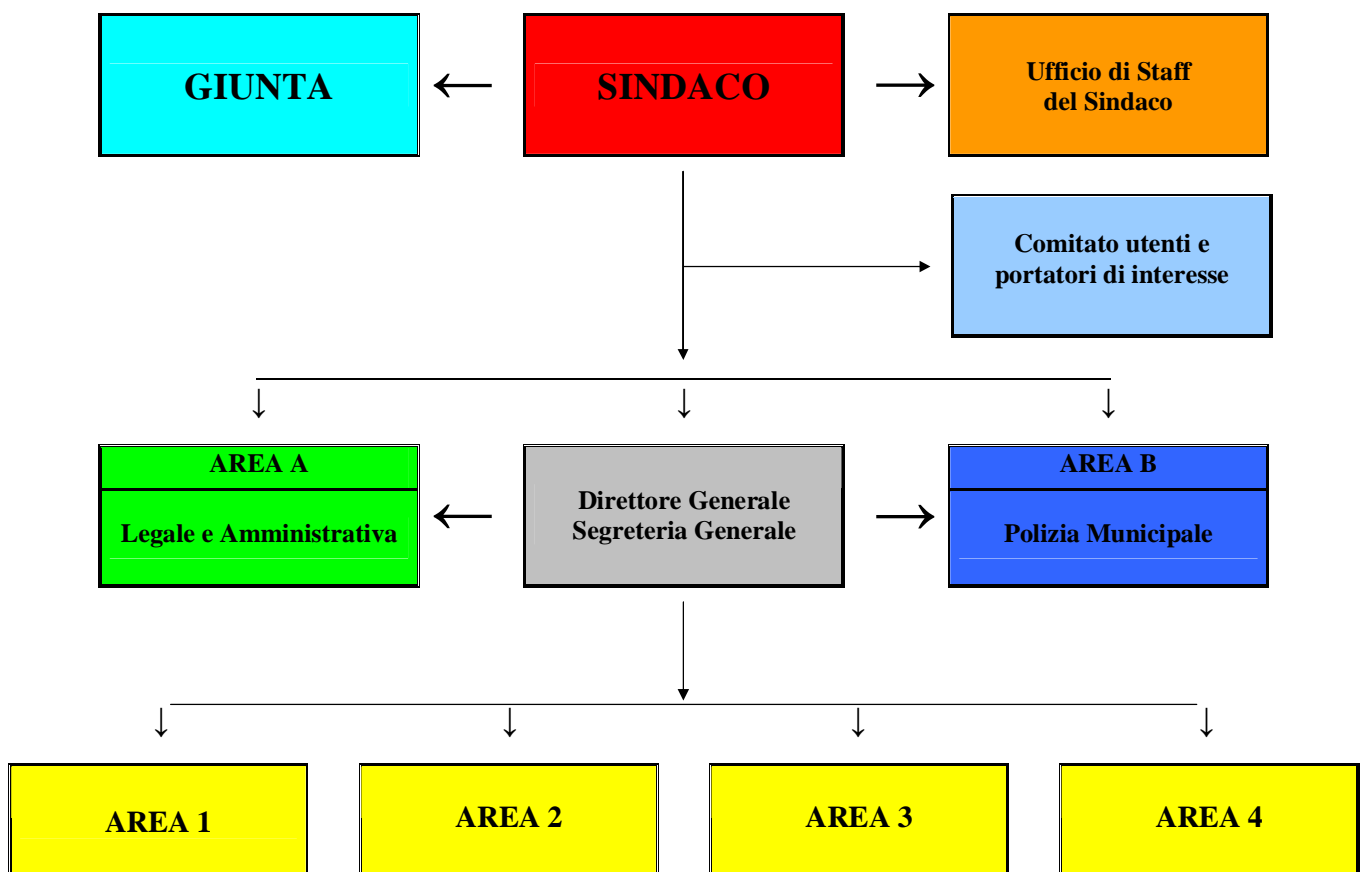 GIUNTA
←
SINDACO
→
Ufficio di Staff
del Sindaco
Comitato utenti e
portatori di interesse
↓
↓
↓
AREA A
Legale e Amministrativa
←
Direttore Generale
Segreteria Generale
→
AREA B
Polizia Municipale
↓
↓
↓
↓
AREA 1
AREA 2
AREA 3
AREA 4